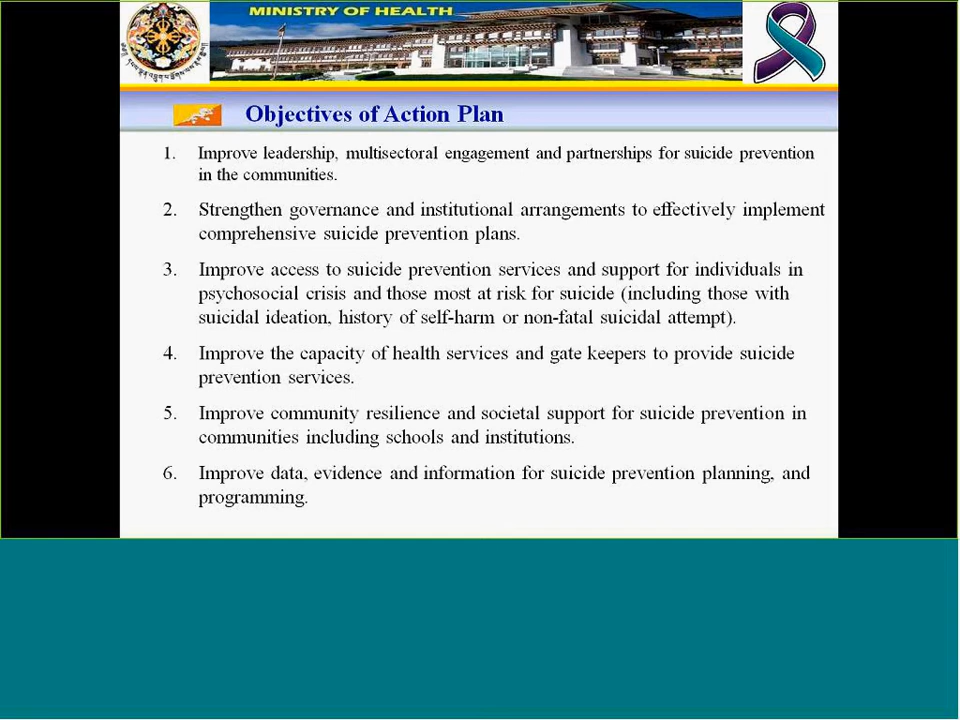 MINISTRY OF HEALTH
Objectives of Action Plan
1. Improve leadership, multisectoral engagement and partnerships for suicide prevention
in the communities.
2. Strengthen governance and institutional arrangements to effectively implement
comprehensive suicide prevention plans.
3. Improve access to suicide prevention services and support for individuals in
psychosocial crisis and those most at risk for suicide (including those with
suicidal ideation, history of self-harm or non-fatal suicidal attempt).
4. Improve the capacity of health services and gate keepers to provide suicide
prevention services.
5. Improve community resilience and societal support for suicide prevention in
communities including schools and institutions.
6. Improve data, evidence and information for suicide prevention planning, and
programming.